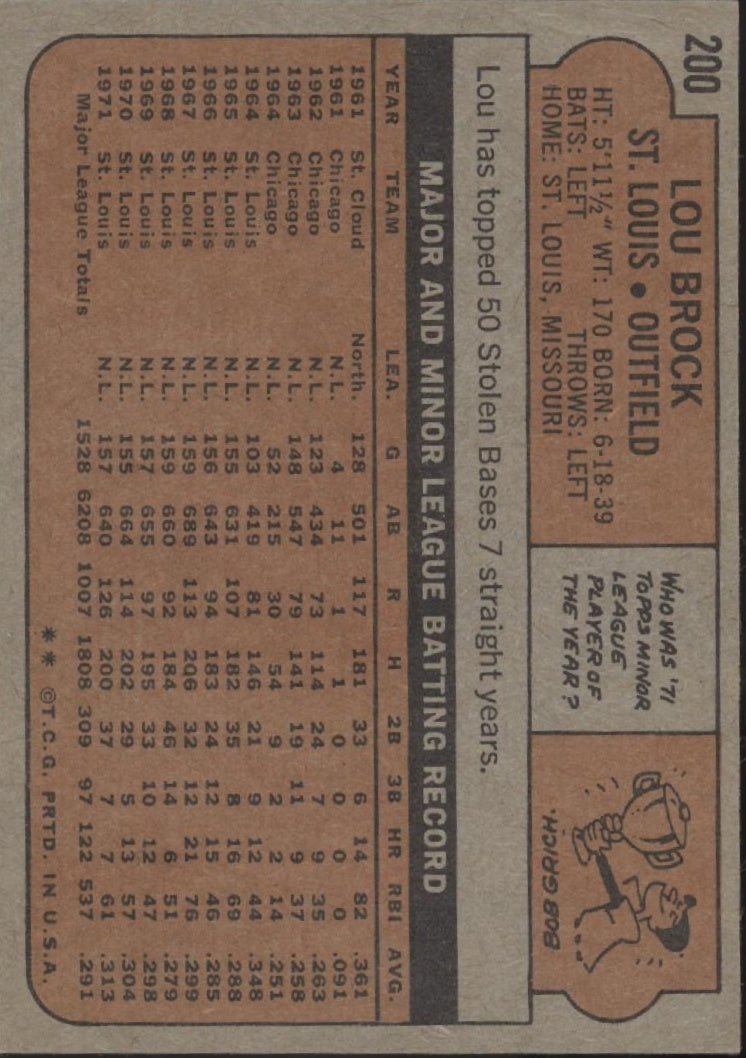 200
LOU BROCK
ST. LOUIS • OUTFIELD
HT: 5'11½" WT: 170 BORN: 6-18-39
BATS: LEFT THROWS: LEFT
HOME: ST. LOUIS, MISSOURI
WHO WAS '71
TOPPS MINOR
LEAGUE
PLAYER OF
THE YEAR?
BOB GRICH.
Lou has topped 50 Stolen Bases 7 straight years.
MAJOR AND MINOR LEAGUE BATTING RECORD
YEAR TEAM LEA. G AB R H 2B 3B HR RBI AVG.
1961 St. Cloud North. 128 501 117 181 33 6 14 82 .361
1961 Chicago N.L. 4 11 1 1 0 0 0 0 .091
1962 Chicago N.L. 123 434 73 114 24 7 9 35 .263
1963 Chicago N.L. 148 547 79 141 19 11 9 37 .258
1964 Chicago N.L. 52 215 30 54 9 2 2 14 .251
1964 St. Louis N.L. 103 419 81 146 21 9 12 44 .348
1965 St. Louis N.L. 155 631 107 182 35 8 16 69 .288
1966 St. Louis N.L. 156 643 94 183 24 12 15 46 .285
1967 St. Louis N.L. 159 689 113 206 32 12 21 76 .299
1968 St. Louis N.L. 159 660 92 184 46 14 6 51 .279
1969 St. Louis N.L. 157 655 97 195 33 10 12 47 .298
1970 St. Louis N.L. 155 664 114 202 29 5 13 57 .304
1971 St. Louis N.L. 157 640 126 200 37 7 7 61 .313
Major League Totals 1528 6208 1007 1808 309 97 122 537 .291
** ©T.C.G. PRTD. IN U.S.A.